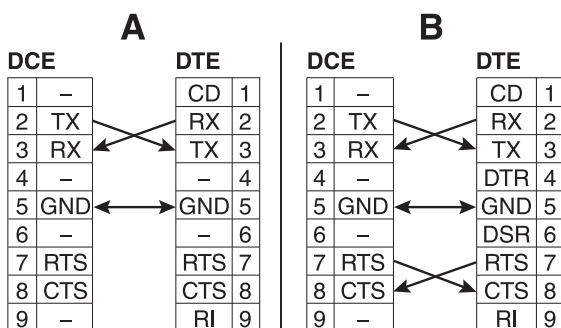 A
DCE DTE
1 – CD 1
2 TX RX 2
3 RX TX 3
4 – – 4
5 GND GND 5
6 – – 6
7 RTS RTS 7
8 CTS CTS 8
9 – RI 9
B
DCE DTE
1 – CD 1
2 TX RX 2
3 RX TX 3
4 – DTR 4
5 GND GND 5
6 – DSR 6
7 RTS RTS 7
8 CTS CTS 8
9 – RI 9